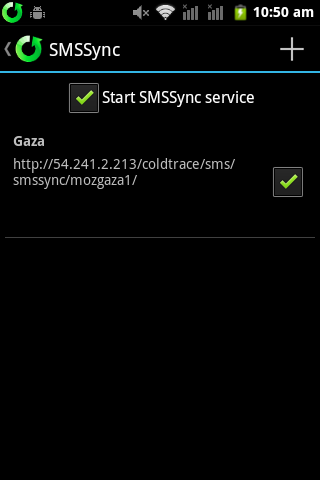 10:50 am
SMSSync
Start SMSSync service
Gaza
http://54.241.2.213/coldtrace/sms/
smssync/mozgaza1/